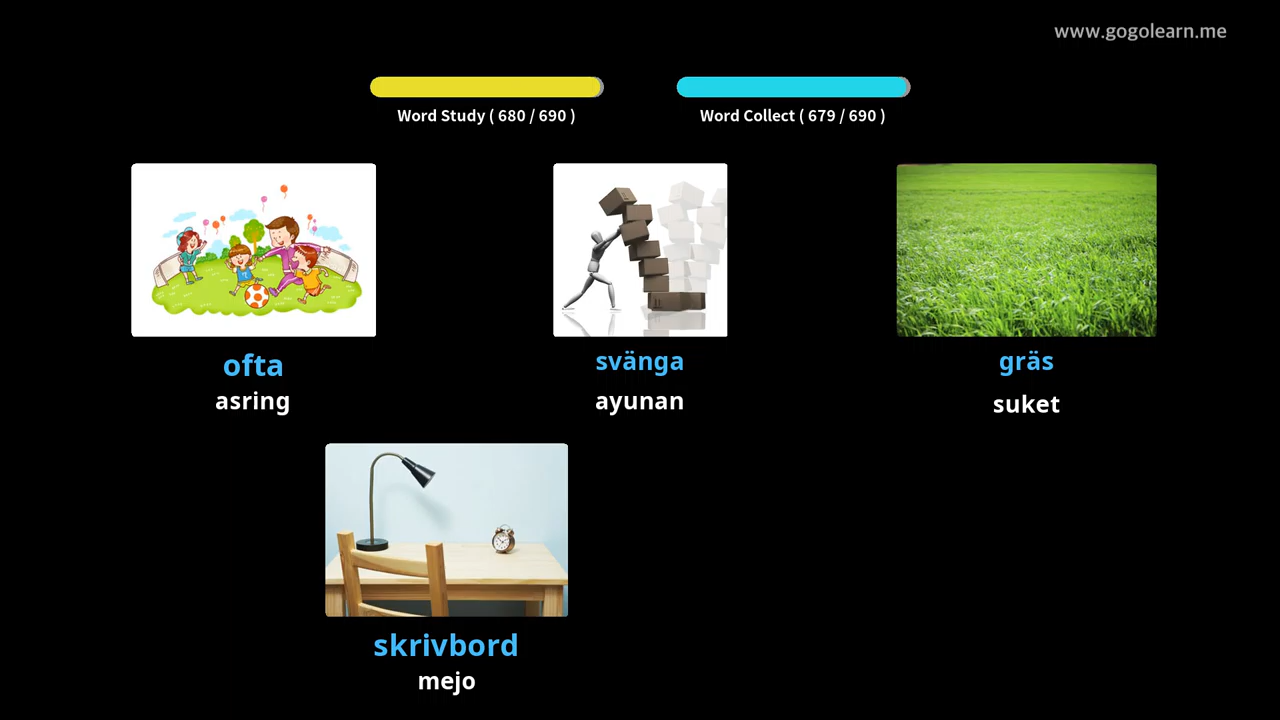 www.gogolearn.me
Word Study ( 680 / 690 )
Word Collect ( 679 / 690 )
ofta
asring
svänga
ayunan
gräs
suket
skrivbord
mejo